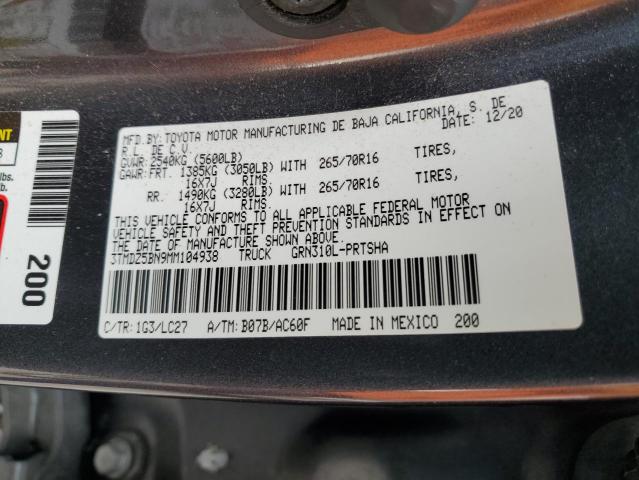 MFD.BY: TOYOTA MOTOR MANUFACTURING DE BAJA CALIFORNIA, S. DE
R.L. DE C.V. DATE: 12/20
GVWR: 2540KG (5600LB)
GAWR: FRT. 1385KG (3050LB) WITH 265/70R16 TIRES,
16X7J RIMS.
RR. 1490KG (3280LB) WITH 265/70R16 TIRES,
16X7J RIMS.
THIS VEHICLE CONFORMS TO ALL APPLICABLE FEDERAL MOTOR
VEHICLE SAFETY AND THEFT PREVENTION STANDARDS IN EFFECT ON
THE DATE OF MANUFACTURE SHOWN ABOVE.
3TMDZ5BN9MM104938 TRUCK GRN310L-PRTSHA
C/TR: 1G3/LC27 A/TM: B07B/AC60F MADE IN MEXICO 200
lbs.
lb.
200